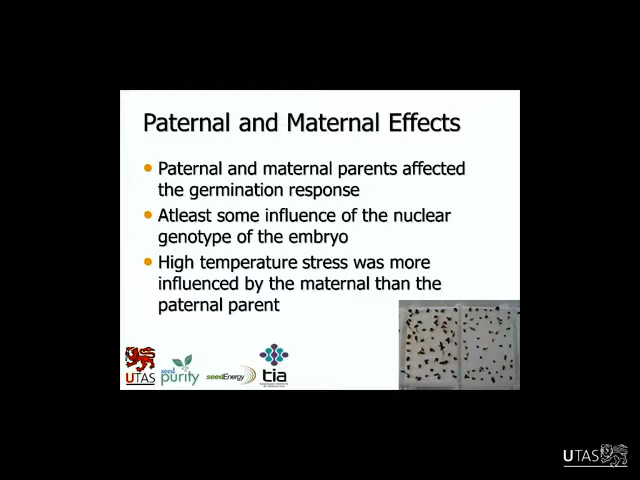 Paternal and Maternal Effects
Paternal and maternal parents affected
the germination response
Atleast some influence of the nuclear
genotype of the embryo
High temperature stress was more
influenced by the maternal than the
paternal parent
UTAS
seed
purity
seedEnergy
tia
UTAS